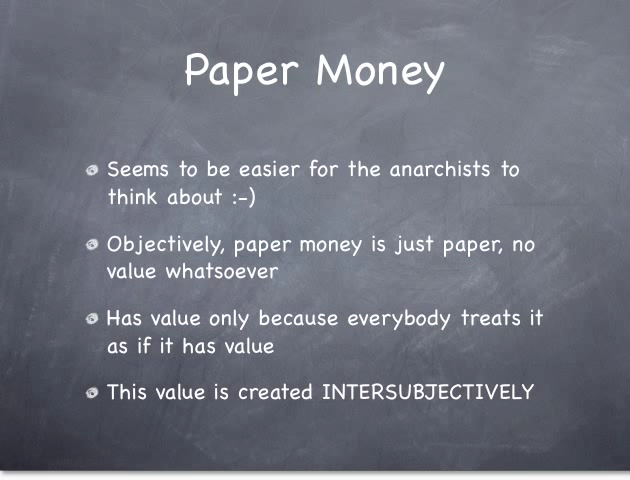 Paper Money
Seems to be easier for the anarchists to
think about :-)
Objectively, paper money is just paper, no
value whatsoever
Has value only because everybody treats it
as if it has value
This value is created INTERSUBJECTIVELY